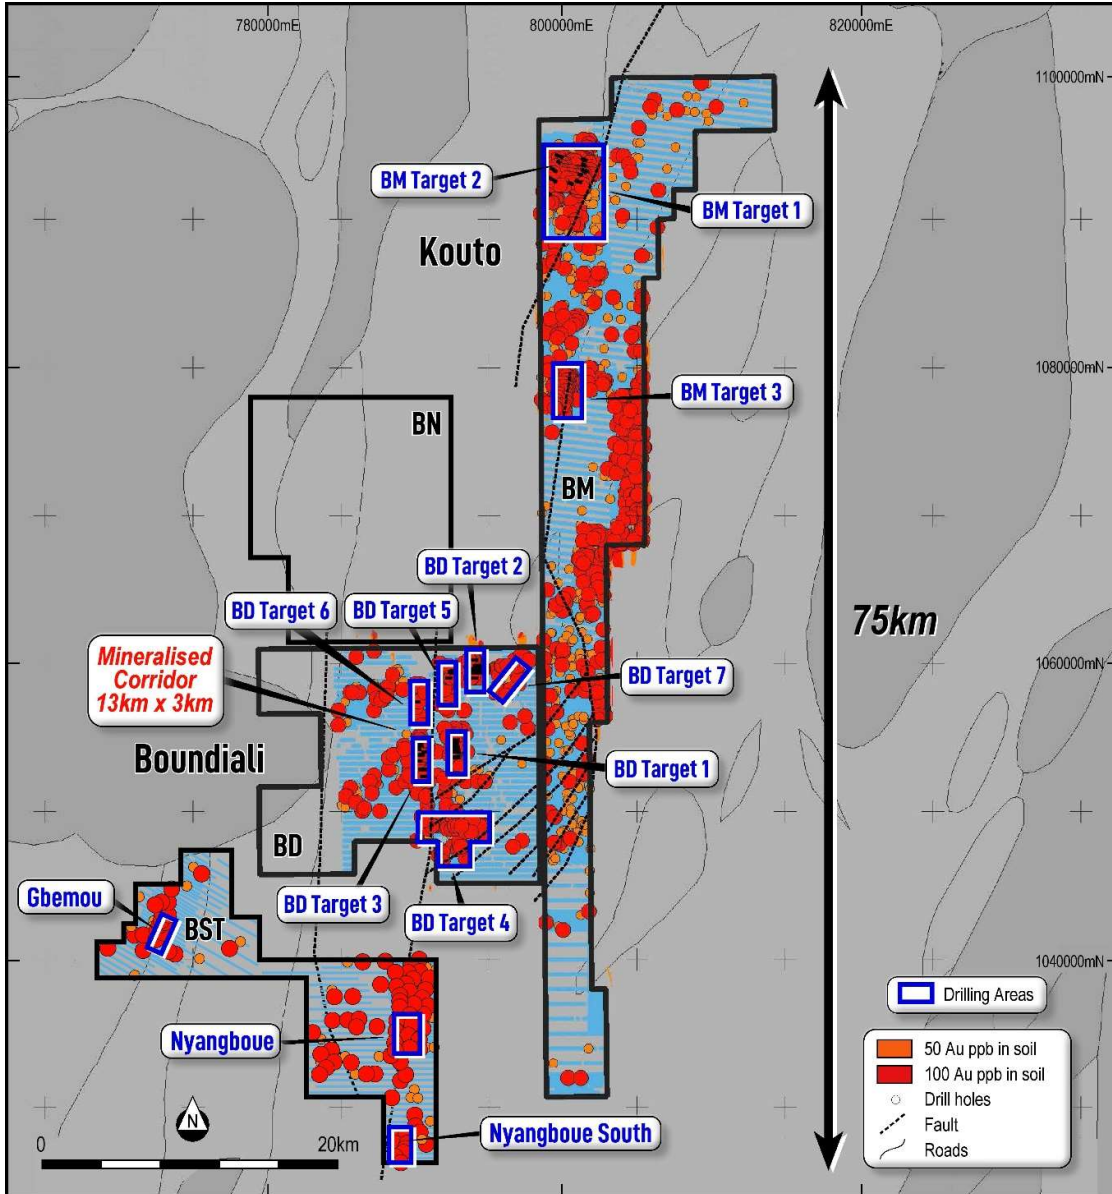 780000mE
800000mE
820000mE
1100000mN
BM Target 2
BM Target 1
Kouto
1080000mN
BM Target 3
BN
BM
BD Target 2
BD Target 5
BD Target 6
75km
Mineralised
Corridor
13km x 3km
1060000mN
BD Target 7
Boundiali
BD Target 1
BD
BD Target 3
BD Target 4
Gbemou
BST
1040000mN
Drilling Areas
Nyangboue
50 Au ppb in soil
100 Au ppb in soil
Drill holes
Fault
Roads
N
Nyangboue South
0
20km